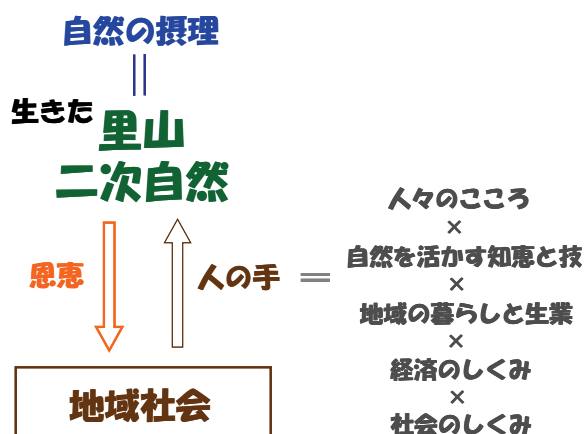 自然の摂理
生きた
里山
二次自然
恩恵
人の手
人々のこころ
×
自然を活かす知恵と技
×
地域の暮らしと生業
×
経済のしくみ
×
社会のしくみ
地域社会